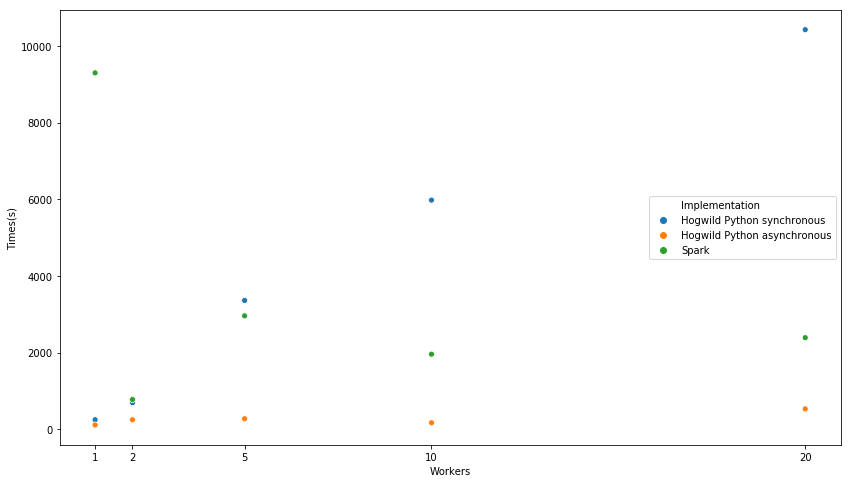 10000
8000
6000
4000
2000
0
Times(s)
1 2 5 10 20
Workers
Implementation
Hogwild Python synchronous
Hogwild Python asynchronous
Spark